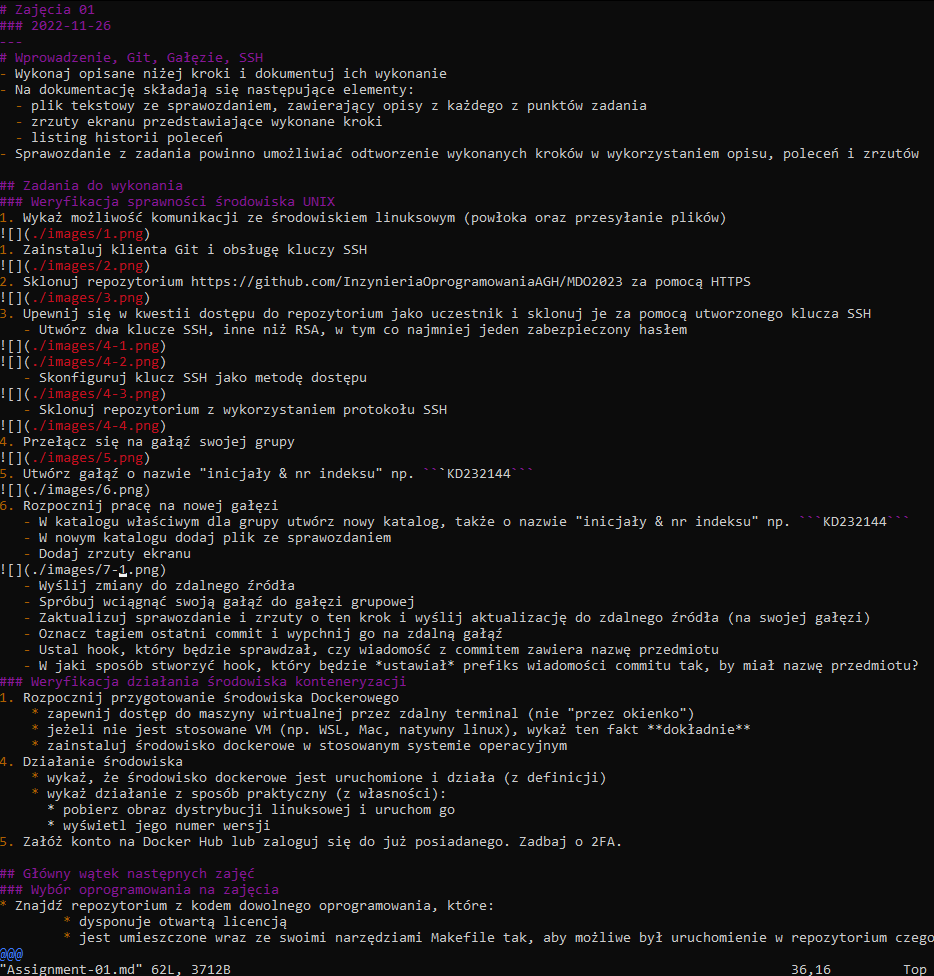 # Zajęcia 01
### 2022-11-26
---
# Wprowadzenie, Git, Gałęzie, SSH
- Wykonaj opisane niżej kroki i dokumentuj ich wykonanie
- Na dokumentację składają się następujące elementy:
  - plik tekstowy ze sprawozdaniem, zawierający opisy z każdego z punktów zadania
  - zrzuty ekranu przedstawiające wykonane kroki
  - listing historii poleceń
- Sprawozdanie z zadania powinno umożliwiać odtworzenie wykonanych kroków w wykorzystaniem opisu, poleceń i zrzutów

## Zadania do wykonania
### Weryfikacja sprawności środowiska UNIX
1. Wykaż możliwość komunikacji ze środowiskiem linuksowym (powłoka oraz przesyłanie plików)
![](./images/1.png)
1. Zainstaluj klienta Git i obsługę kluczy SSH
![](./images/2.png)
2. Sklonuj repozytorium https://github.com/InzynieriaOprogramowaniaAGH/MDO2023 za pomocą HTTPS
![](./images/3.png)
3. Upewnij się w kwestii dostępu do repozytorium jako uczestnik i sklonuj je za pomocą utworzonego klucza SSH
   - Utwórz dwa klucze SSH, inne niż RSA, w tym co najmniej jeden zabezpieczony hasłem
![](./images/4-1.png)
![](./images/4-2.png)
   - Skonfiguruj klucz SSH jako metodę dostępu
![](./images/4-3.png)
   - Sklonuj repozytorium z wykorzystaniem protokołu SSH
![](./images/4-4.png)
4. Przełącz się na gałąź swojej grupy
![](./images/5.png)
5. Utwórz gałąź o nazwie "inicjały & nr indeksu" np. ```KD232144```
![](./images/6.png)
6. Rozpocznij pracę na nowej gałęzi
   - W katalogu właściwym dla grupy utwórz nowy katalog, także o nazwie "inicjały & nr indeksu" np. ```KD232144```
   - W nowym katalogu dodaj plik ze sprawozdaniem
   - Dodaj zrzuty ekranu
![](./images/7-1.png)
   - Wyślij zmiany do zdalnego źródła
   - Spróbuj wciągnąć swoją gałąź do gałęzi grupowej
   - Zaktualizuj sprawozdanie i zrzuty o ten krok i wyślij aktualizację do zdalnego źródła (na swojej gałęzi)
   - Oznacz tagiem ostatni commit i wypchnij go na zdalną gałąź
   - Ustal hook, który będzie sprawdzał, czy wiadomość z commitem zawiera nazwę przedmiotu
   - W jaki sposób stworzyć hook, który będzie *ustawiał* prefiks wiadomości commitu tak, by miał nazwę przedmiotu?
### Weryfikacja działania środowiska konteneryzacji
1. Rozpocznij przygotowanie środowiska Dockerowego
    * zapewnij dostęp do maszyny wirtualnej przez zdalny terminal (nie "przez okienko")
    * jeżeli nie jest stosowane VM (np. WSL, Mac, natywny linux), wykaż ten fakt **dokładnie**
    * zainstaluj środowisko dockerowe w stosowanym systemie operacyjnym
4. Działanie środowiska
    * wykaż, że środowisko dockerowe jest uruchomione i działa (z definicji)
    * wykaż działanie z sposób praktyczny (z własności):
      * pobierz obraz dystrybucji linuksowej i uruchom go
      * wyświetl jego numer wersji
5. Załóż konto na Docker Hub lub zaloguj się do już posiadanego. Zadbaj o 2FA.

## Główny wątek następnych zajęć
### Wybór oprogramowania na zajęcia
* Znajdź repozytorium z kodem dowolnego oprogramowania, które:
        * dysponuje otwartą licencją
        * jest umieszczone wraz ze swoimi narzędziami Makefile tak, aby możliwe był uruchomienie w repozytorium czego
@@@
"Assignment-01.md" 62L, 3712B 36,16 Top